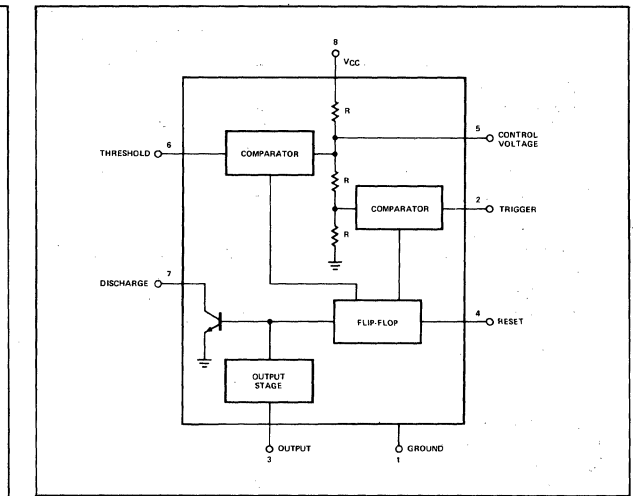 8
VCC
R
5
CONTROL
VOLTAGE
6
THRESHOLD
COMPARATOR
R
2
COMPARATOR
TRIGGER
R
7
DISCHARGE
4
FLIP-FLOP
RESET
OUTPUT
STAGE
OUTPUT
3
GROUND
1